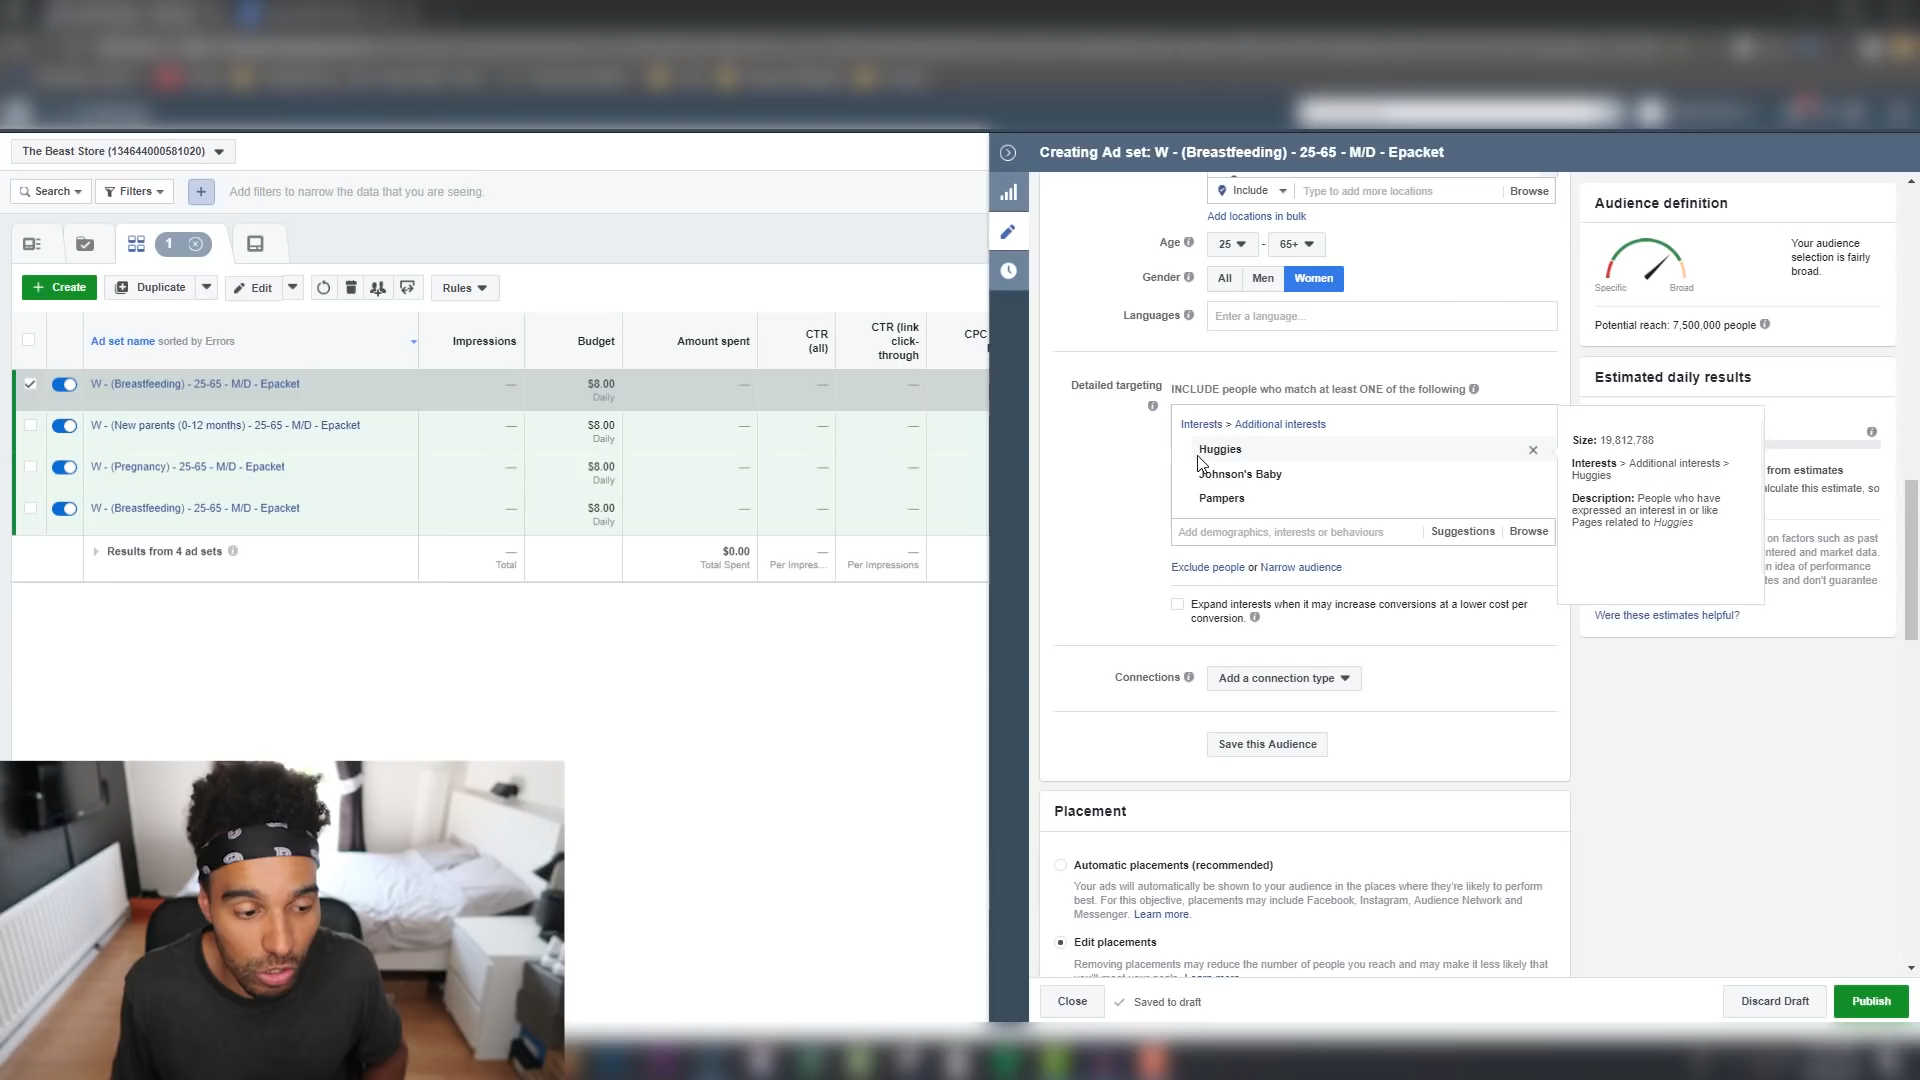 The Beast Store (134644000581020)
Search
Filters
Add filters to narrow the data that you are seeing.
1
Create
Duplicate
Edit
Rules
Ad set name sorted by Errors
Impressions
Budget
Amount spent
CTR
(all)
CTR (link
click-
through
CPC
W - (Breastfeeding) - 25-65 - M/D - Epacket
—
$8.00
Daily
—
—
—
W - (New parents (0-12 months) - 25-65 - M/D - Epacket
—
$8.00
Daily
—
—
—
W - (Pregnancy) - 25-65 - M/D - Epacket
—
$8.00
Daily
—
—
—
W - (Breastfeeding) - 25-65 - M/D - Epacket
—
$8.00
Daily
—
—
—
Results from 4 ad sets
—
Total
$0.00
Total Spent
—
Per Impres...
—
Per Impressions
Creating Ad set: W - (Breastfeeding) - 25-65 - M/D - Epacket
Include
Type to add more locations
Browse
Add locations in bulk
Age
25
-
65+
Gender
All
Men
Women
Languages
Enter a language...
Detailed targeting
INCLUDE people who match at least ONE of the following
Interests > Additional interests
Huggies
Johnson's Baby
Pampers
Add demographics, interests or behaviours
Suggestions
Browse
Exclude people or Narrow audience
Expand interests when it may increase conversions at a lower cost per
conversion.
Connections
Add a connection type
Save this Audience
Placement
Automatic placements (recommended)
Your ads will automatically be shown to your audience in the places where they're likely to perform
best. For this objective, placements may include Facebook, Instagram, Audience Network and
Messenger. Learn more.
Edit placements
Removing placements may reduce the number of people you reach and may make it less likely that
Close
Saved to draft
Discard Draft
Publish
Audience definition
Specific
Broad
Your audience
selection is fairly
broad.
Potential reach: 7,500,000 people
Estimated daily results
Size: 19,812,788
Interests > Additional interests >
Huggies
Description: People who have
expressed an interest in or like
Pages related to Huggies
from estimates
this estimate, so
on factors such as past
and market data.
idea of performance
and don't guarantee
Were these estimates helpful?